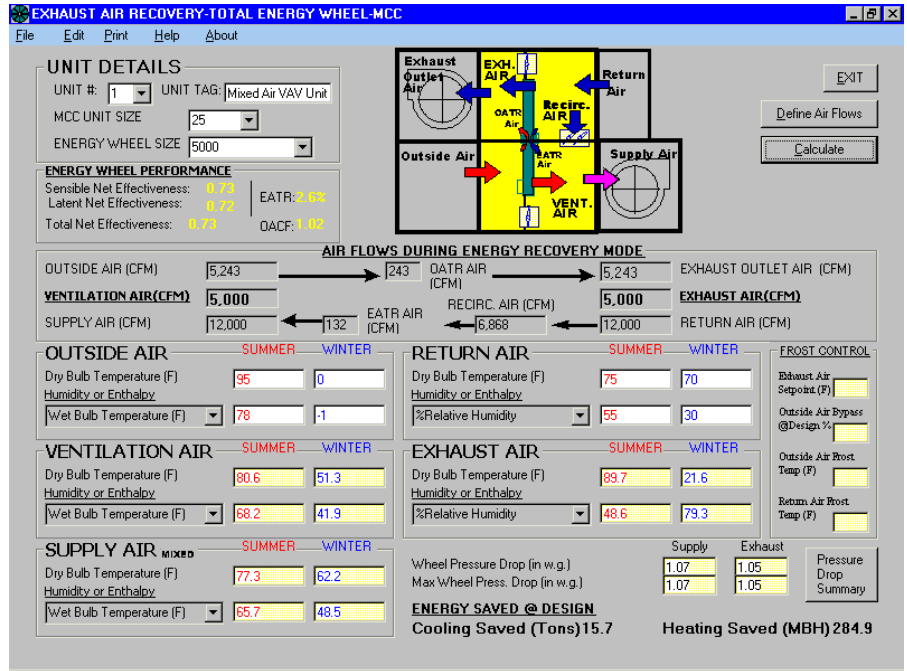 EXHAUST AIR RECOVERY-TOTAL ENERGY WHEEL-MCC
File Edit Print Help About
UNIT DETAILS
UNIT #: 1 UNIT TAG: Mixed Air VAV Unit
MCC UNIT SIZE 25
ENERGY WHEEL SIZE 5000
ENERGY WHEEL PERFORMANCE
Sensible Net Effectiveness: 0.73
Latent Net Effectiveness: 0.72
EATR: 2.6%
Total Net Effectiveness: 0.73 OACF: 1.02
Exhaust Outlet Air
EXH. AIR
Return Air
OATR Air
Recirc. AIR
Outside Air
EATR Air
Supply Air
VENT. AIR
EXIT
Define Air Flows
Calculate
AIR FLOWS DURING ENERGY RECOVERY MODE
OUTSIDE AIR (CFM) 5,243 243 OATR AIR (CFM) 5,243 EXHAUST OUTLET AIR (CFM)
VENTILATION AIR(CFM) 5,000 5,000 EXHAUST AIR(CFM)
SUPPLY AIR (CFM) 12,000 132 EATR AIR (CFM) RECIRC. AIR (CFM) 6,868 12,000 RETURN AIR (CFM)
OUTSIDE AIR SUMMER WINTER
Dry Bulb Temperature (F) 95 0
Humidity or Enthalpy
Wet Bulb Temperature (F) 78 -1
RETURN AIR SUMMER WINTER
Dry Bulb Temperature (F) 75 70
Humidity or Enthalpy
%Relative Humidity 55 30
FROST CONTROL
Exhaust Air Setpoint (F)
Outside Air Bypass @Design %
Outside Air Frost Temp (F)
Return Air Frost Temp (F)
VENTILATION AIR SUMMER WINTER
Dry Bulb Temperature (F) 80.6 51.3
Humidity or Enthalpy
Wet Bulb Temperature (F) 68.2 41.9
EXHAUST AIR SUMMER WINTER
Dry Bulb Temperature (F) 89.7 21.6
Humidity or Enthalpy
%Relative Humidity 48.6 79.3
SUPPLY AIR MIXED SUMMER WINTER
Dry Bulb Temperature (F) 77.3 62.2
Humidity or Enthalpy
Wet Bulb Temperature (F) 65.7 48.5
Supply Exhaust
Wheel Pressure Drop (in w.g.) 1.07 1.05
Max Wheel Press. Drop (in w.g.) 1.07 1.05
Pressure Drop Summary
ENERGY SAVED @ DESIGN
Cooling Saved (Tons) 15.7 Heating Saved (MBH) 284.9